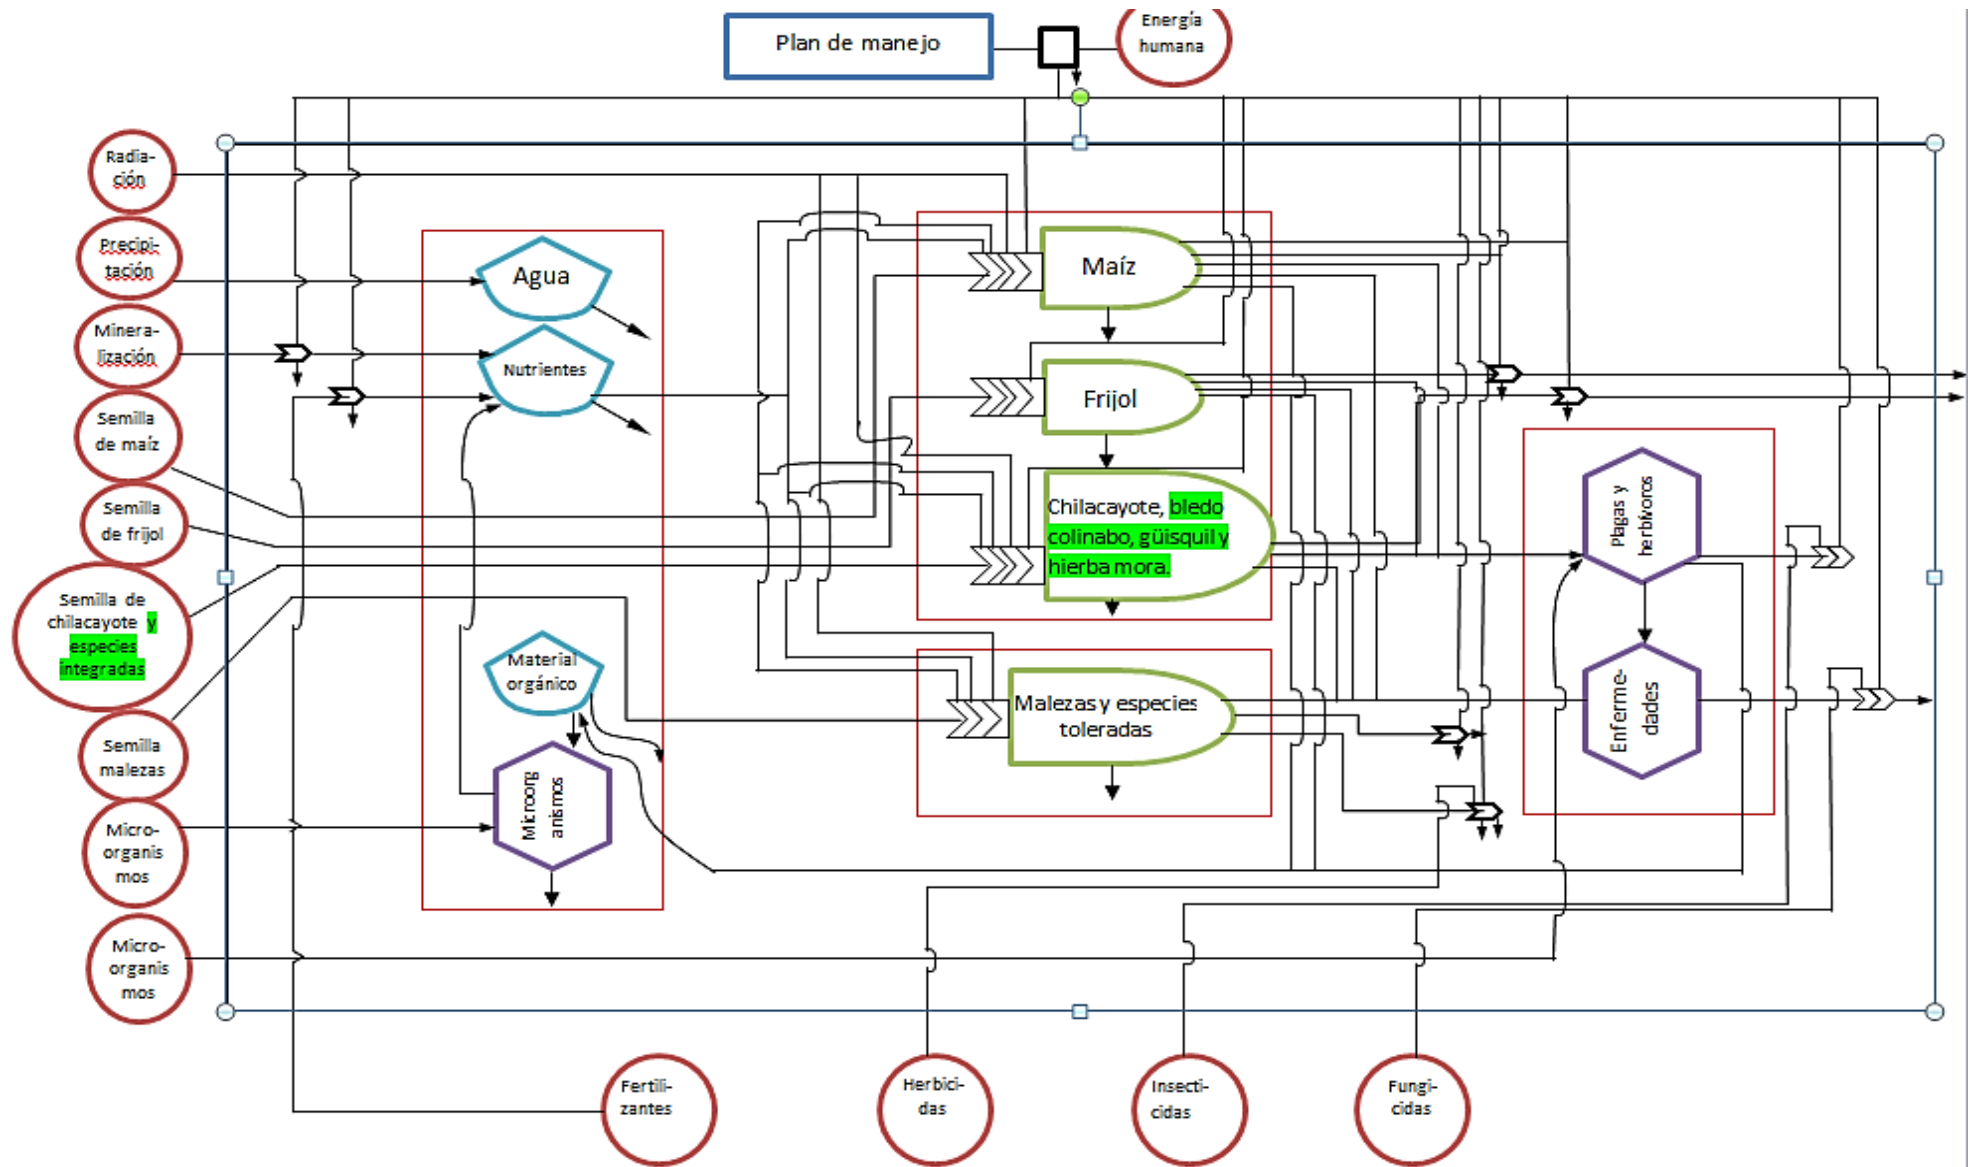 Plan de manejo
Energía
humana
Radia-
ción
Precipi-
tación
Minera-
lización
Semilla
de maíz
Semilla
de frijol
Semilla de
chilacayote y
especies
integradas
Semilla
malezas
Micro-
organis
mos
Micro-
organis
mos
Agua
Nutrientes
Material
orgánico
Microorg
anismos
Maíz
Frijol
Chilacayote, bledo
colinabo, güisquil y
hierba mora.
Malezas y especies
toleradas
Plagas y
herbívoros
Enferme-
dades
Fertili-
zantes
Herbici-
das
Insecti-
cidas
Fungi-
cidas